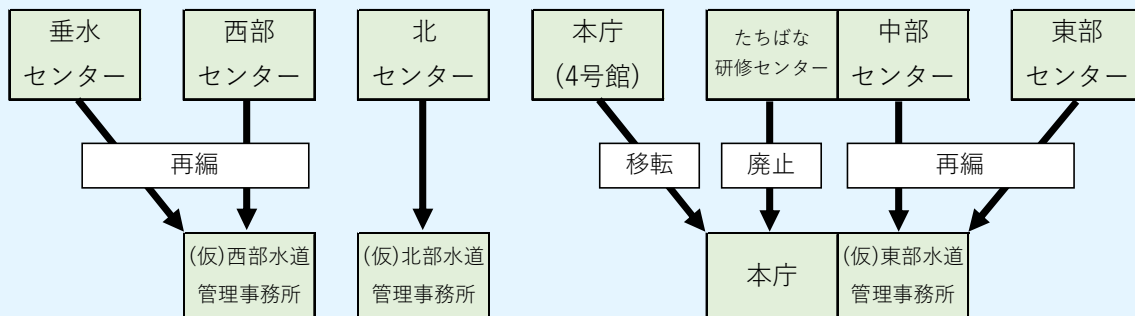 垂水
センター
西部
センター
北
センター
本庁
(4号館)
たちばな
研修センター
中部
センター
東部
センター
再編
移転
廃止
再編
(仮)西部水道
管理事務所
(仮)北部水道
管理事務所
本庁
(仮)東部水道
管理事務所